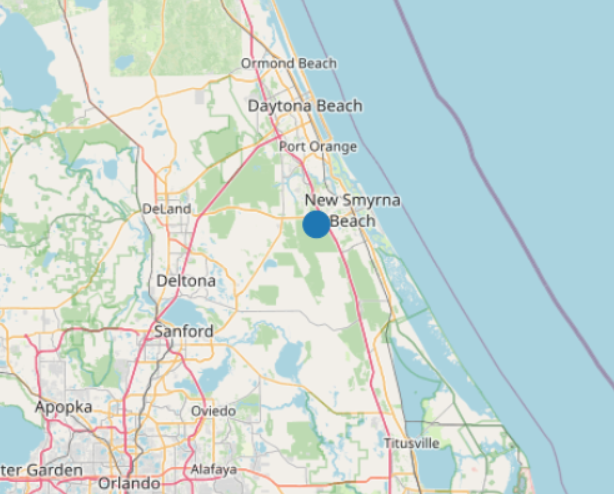 Ormond Beach
Daytona Beach
Port Orange
New Smyrna
Beach
DeLand
Deltona
Sanford
Apopka
Oviedo
Titusville
ter Garden
Alafaya
Orlando